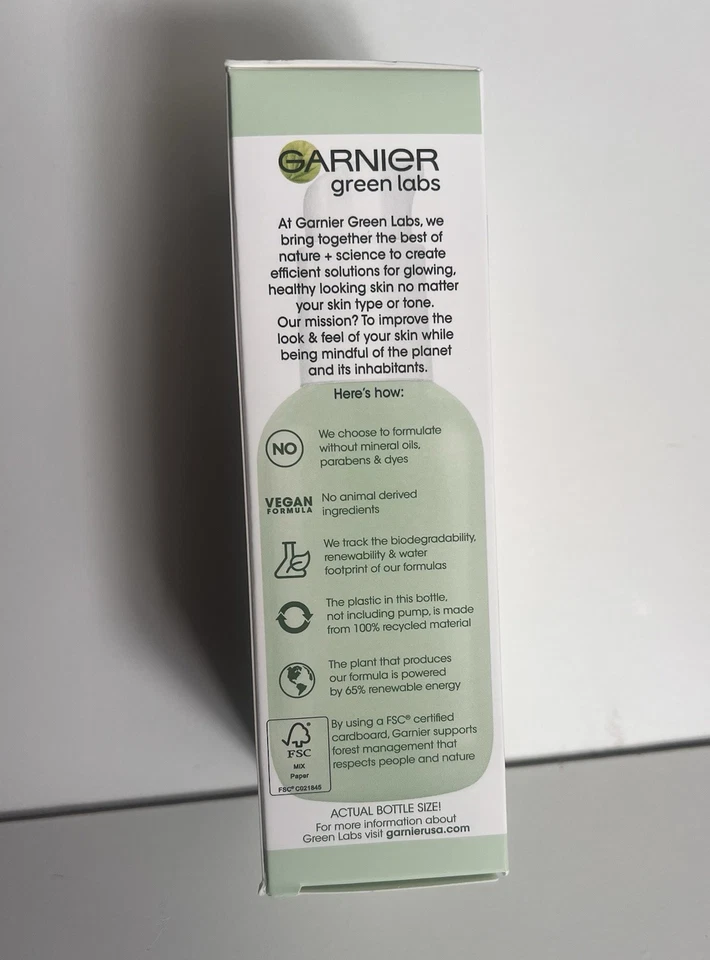 GARNIER
green labs
At Garnier Green Labs, we
bring together the best of
nature + science to create
efficient solutions for glowing,
healthy looking skin no matter
your skin type or tone.
Our mission? To improve the
look & feel of your skin while
being mindful of the planet
and its inhabitants.
Here's how:
NO
We choose to formulate
without mineral oils,
parabens & dyes
VEGAN
FORMULA
No animal derived
ingredients
We track the biodegradability,
renewability & water
footprint of our formulas
The plastic in this bottle,
not including pump, is made
from 100% recycled material
The plant that produces
our formula is powered
by 65% renewable energy
FSC
MIX
Paper
FSC® C021845
By using a FSC® certified
cardboard, Garnier supports
forest management that
respects people and nature
ACTUAL BOTTLE SIZE!
For more information about
Green Labs visit garnierusa.com